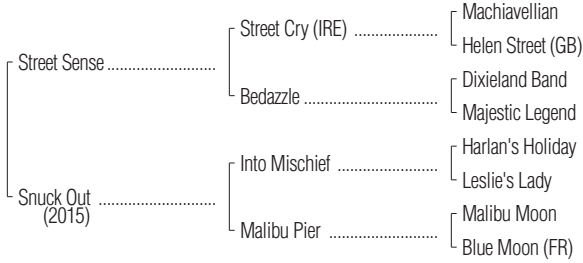 Street Sense
Snuck Out
(2015)
Street Cry (IRE)
Bedazzle
Into Mischief
Malibu Pier
Machiavellian
Helen Street (GB)
Dixieland Band
Majestic Legend
Harlan's Holiday
Leslie's Lady
Malibu Moon
Blue Moon (FR)